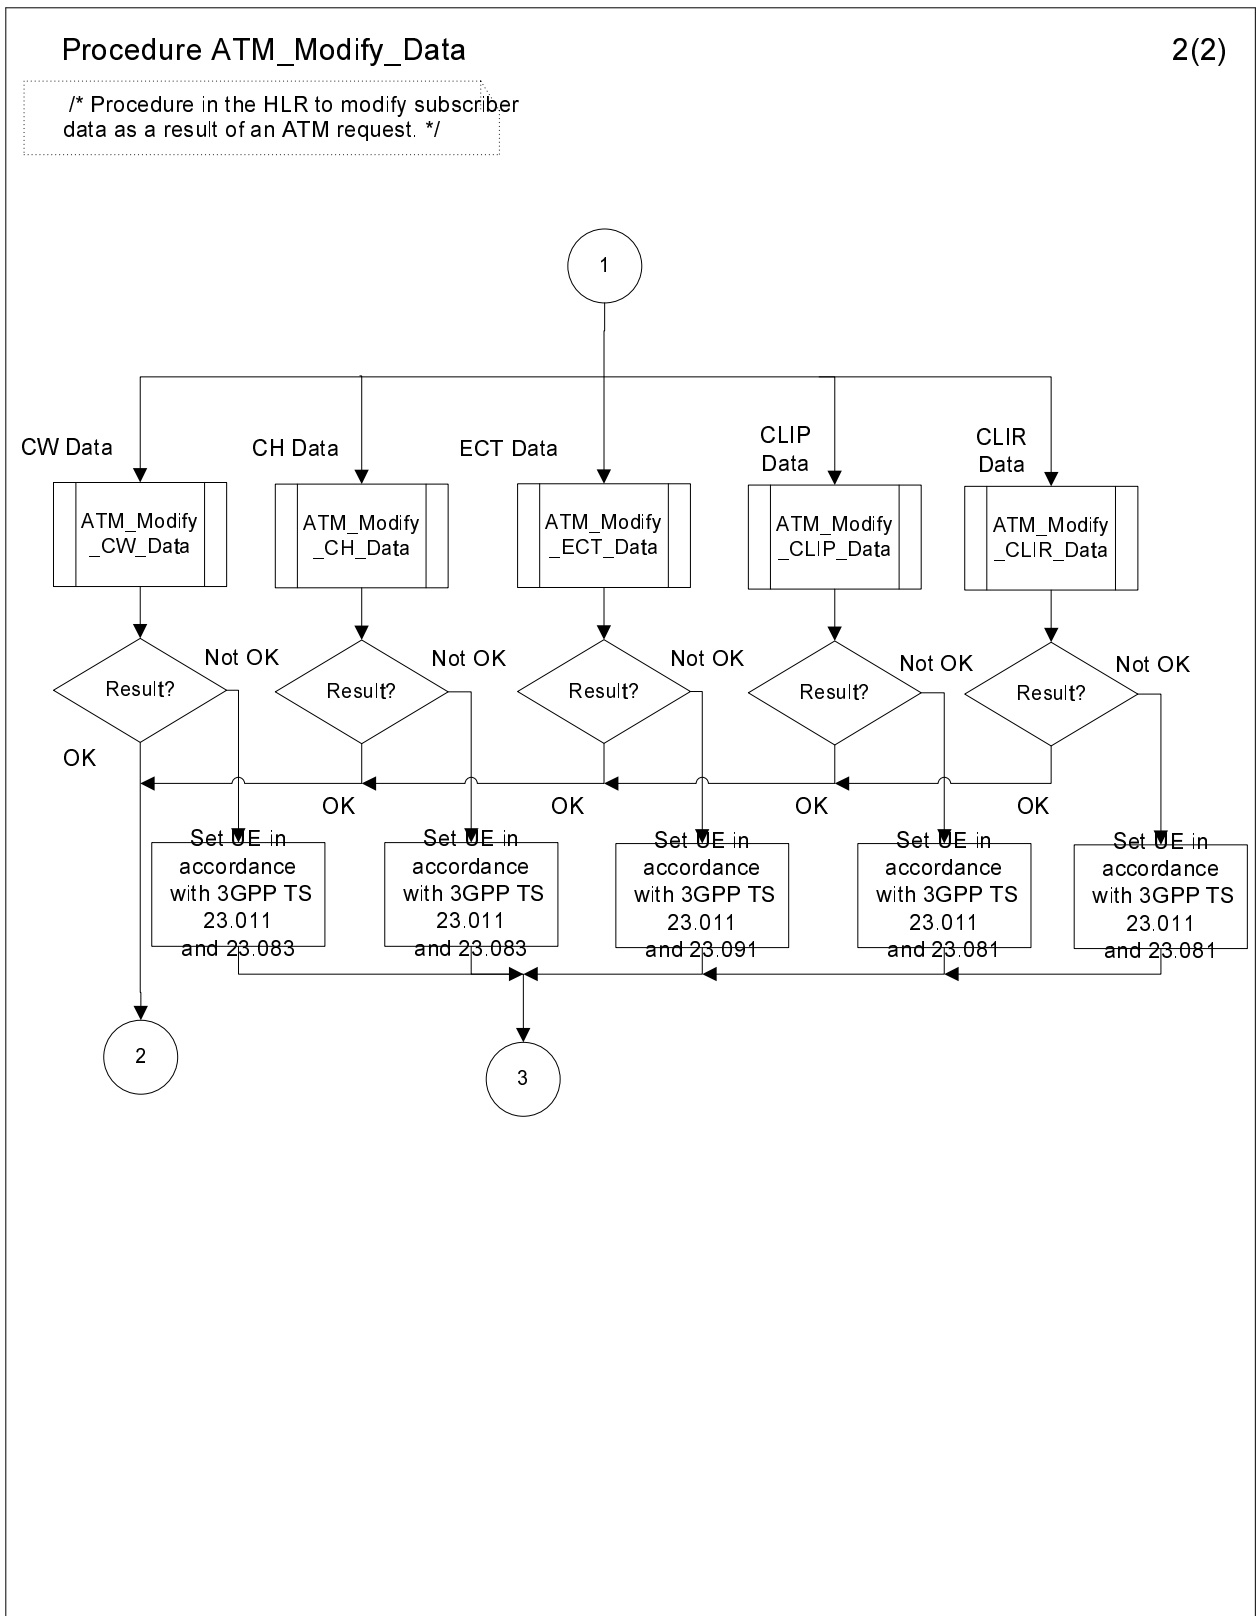 Procedure ATM_Modify_Data
2(2)
/* Procedure in the HLR to modify subscriber
data as a result of an ATM request. */
1
CW Data
CH Data
ECT Data
CLIP
Data
CLIR
Data
ATM_Modify
_CW_Data
ATM_Modify
_CH_Data
ATM_Modify
_ECT_Data
ATM_Modify
_CLIP_Data
ATM_Modify
_CLIR_Data
Result?
Not OK
Result?
Not OK
Result?
Not OK
Result?
Not OK
Result?
Not OK
OK
OK
OK
OK
OK
Set UE in
accordance
with 3GPP TS
23.011
and 23.083
Set UE in
accordance
with 3GPP TS
23.011
and 23.083
Set UE in
accordance
with 3GPP TS
23.011
and 23.091
Set UE in
accordance
with 3GPP TS
23.011
and 23.081
Set UE in
accordance
with 3GPP TS
23.011
and 23.081
2
3